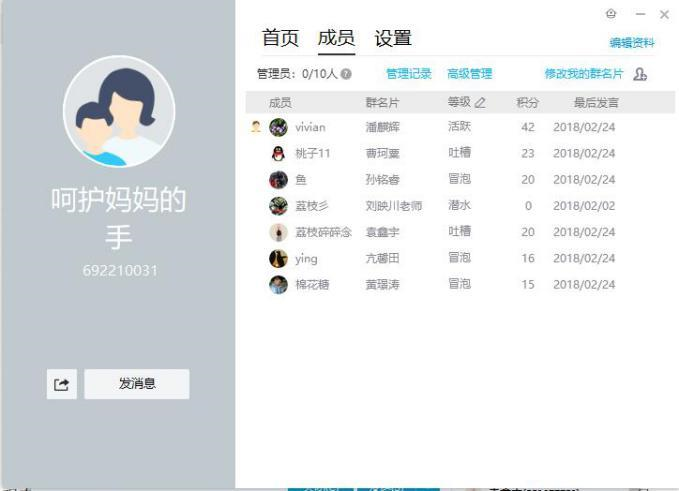 首页 成员 设置
编辑资料
管理员：0/10人
管理记录 高级管理 修改我的群名片
成员 群名片 等级 积分 最后发言
vivian 潘麒辉 活跃 42 2018/02/24
桃子11 曹珂粟 吐槽 23 2018/02/24
鱼 孙铭睿 冒泡 20 2018/02/24
荔枝彡 刘映川老师 潜水 0 2018/02/02
荔枝碎碎念 袁鑫宇 吐槽 20 2018/02/24
ying 亢馨田 冒泡 16 2018/02/24
棉花糖 黄璟涛 冒泡 15 2018/02/24
呵护妈妈的
手
692210031
发消息